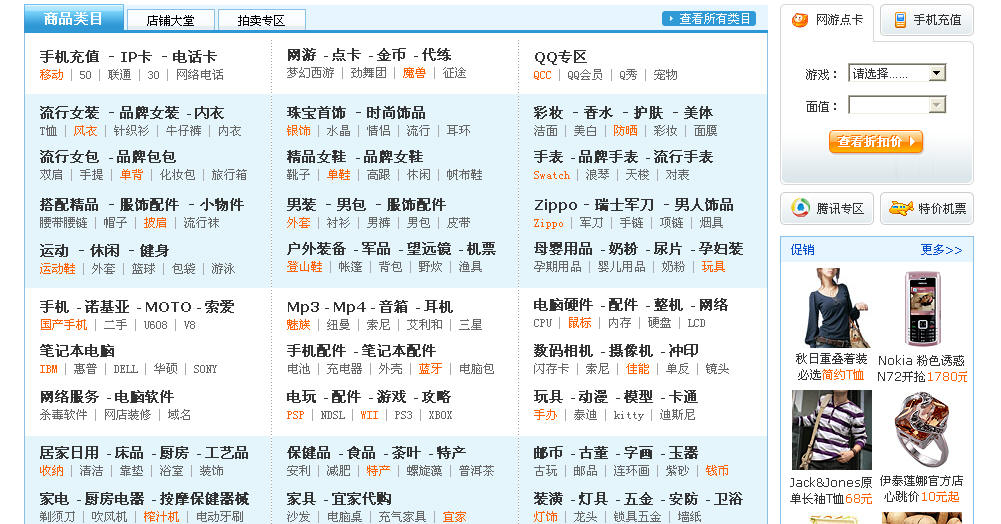 商品类目 店铺大堂 拍卖专区 查看所有类目
手机充值 - IP卡 - 电话卡
移动 | 50 | 联通 | 30 | 网络电话
网游 - 点卡 - 金币 - 代练
梦幻西游 | 劲舞团 | 魔兽 | 征途
QQ专区
QCC | QQ会员 | Q秀 | 宠物
流行女装 - 品牌女装 - 内衣
T恤 | 风衣 | 针织衫 | 牛仔裤 | 内衣
珠宝首饰 - 时尚饰品
银饰 | 水晶 | 情侣 | 流行 | 耳环
彩妆 - 香水 - 护肤 - 美体
洁面 | 美白 | 防晒 | 彩妆 | 面膜
流行女包 - 品牌包包
双肩 | 手提 | 单背 | 化妆包 | 旅行箱
精品女鞋 - 品牌女鞋
靴子 | 单鞋 | 高跟 | 休闲 | 帆布鞋
手表 - 品牌手表 - 流行手表
Swatch | 浪琴 | 天梭 | 对表
搭配精品 - 服饰配件 - 小物件
腰带腰链 | 帽子 | 披肩 | 流行袜
男装 - 男包 - 服饰配件
外套 | 衬衫 | 男裤 | 男包 | 皮带
Zippo - 瑞士军刀 - 男人饰品
Zippo | 军刀 | 手链 | 项链 | 烟具
运动 - 休闲 - 健身
运动鞋 | 外套 | 篮球 | 包袋 | 游泳
户外装备 - 军品 - 望远镜 - 机票
登山鞋 | 帐篷 | 背包 | 野炊 | 渔具
母婴用品 - 奶粉 - 尿片 - 孕妇装
孕期用品 | 婴儿用品 | 奶粉 | 玩具
手机 - 诺基亚 - MOTO - 索爱
国产手机 | 二手 | U608 | V8
Mp3 - Mp4 - 音箱 - 耳机
魅族 | 纽曼 | 索尼 | 艾利和 | 三星
电脑硬件 - 配件 - 整机 - 网络
CPU | 鼠标 | 内存 | 硬盘 | LCD
笔记本电脑
IBM | 惠普 | DELL | 华硕 | SONY
手机配件 - 笔记本配件
电池 | 充电器 | 外壳 | 蓝牙 | 电脑包
数码相机 - 摄像机 - 冲印
闪存卡 | 索尼 | 佳能 | 单反 | 镜头
网络服务 - 电脑软件
杀毒软件 | 网店装修 | 域名
电玩 - 配件 - 游戏 - 攻略
PSP | NDSL | WII | PS3 | XBOX
玩具 - 动漫 - 模型 - 卡通
手办 | 泰迪 | kitty | 迪斯尼
居家日用 - 床品 - 厨房 - 工艺品
收纳 | 清洁 | 靠垫 | 浴室 | 装饰
保健品 - 食品 - 茶叶 - 特产
安利 | 减肥 | 特产 | 螺旋藻 | 普洱茶
邮币 - 古董 - 字画 - 玉器
古玩 | 邮品 | 连环画 | 紫砂 | 钱币
家电 - 厨房电器 - 按摩保健器械
剃须刀 | 吹风机 | 榨汁机 | 电动牙刷
家具 - 宜家代购
沙发 | 电脑桌 | 充气家具 | 宜家
装潢 - 灯具 - 五金 - 安防 - 卫浴
灯饰 | 龙头 | 锁具五金 | 墙纸
网游点卡 手机充值
游戏： 请选择......
面值：
查看折扣价
腾讯专区 特价机票
促销 更多>>
秋日重叠着装
必选简约T恤
Nokia 粉色诱惑
N72开抢1780元
Jack&Jones原
单长袖T恤68元
伊泰莲娜官方店
心跳价10元起